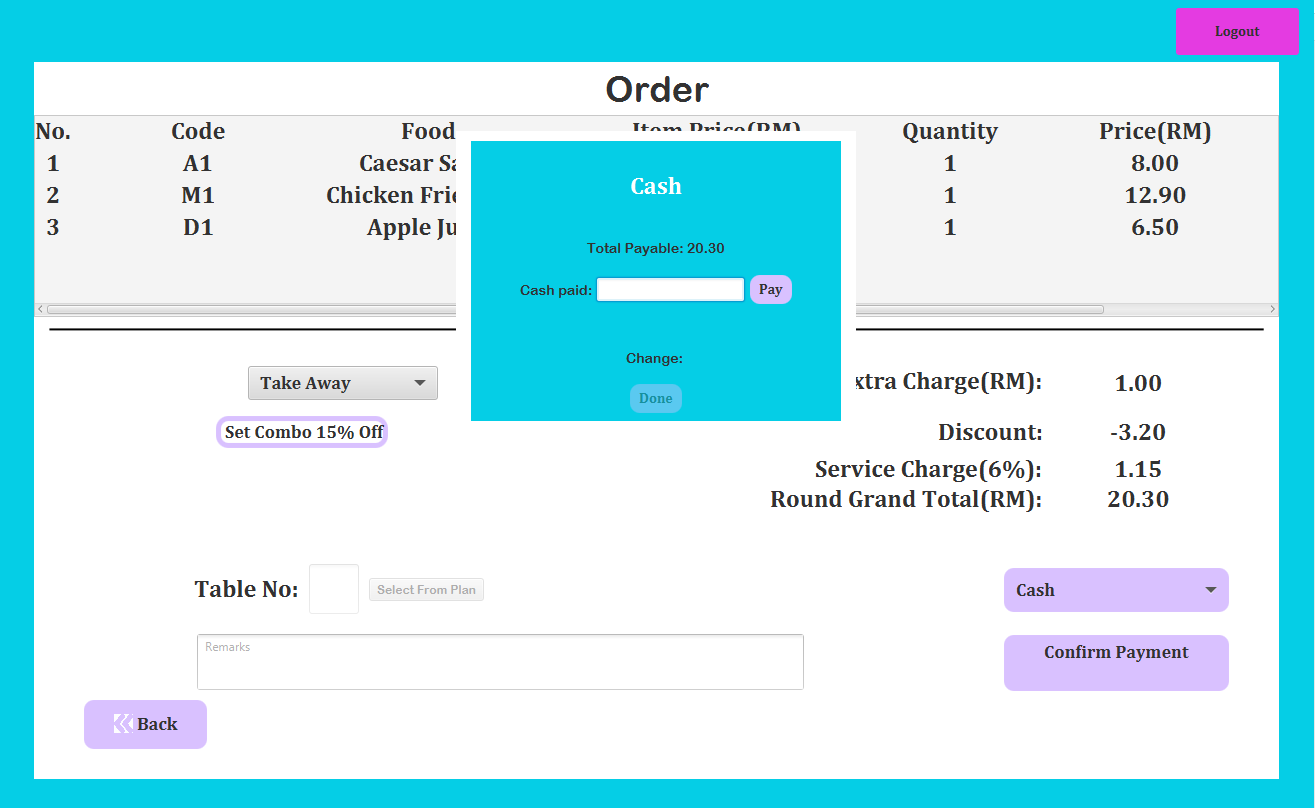 Logout
Order
No. Code Food Item Price(RM) Quantity Price(RM)
1 A1 Caesar 1 8.00
2 M1 Chicken 1 12.90
3 D1 Apple 1 6.50
Cash
Total Payable: 20.30
Cash paid: Pay
Change:
Done
Take Away
Set Combo 15% Off
xtra Charge(RM): 1.00
Discount: -3.20
Service Charge(6%): 1.15
Round Grand Total(RM): 20.30
Table No: Select From Plan
Cash
Remarks
Confirm Payment
Back